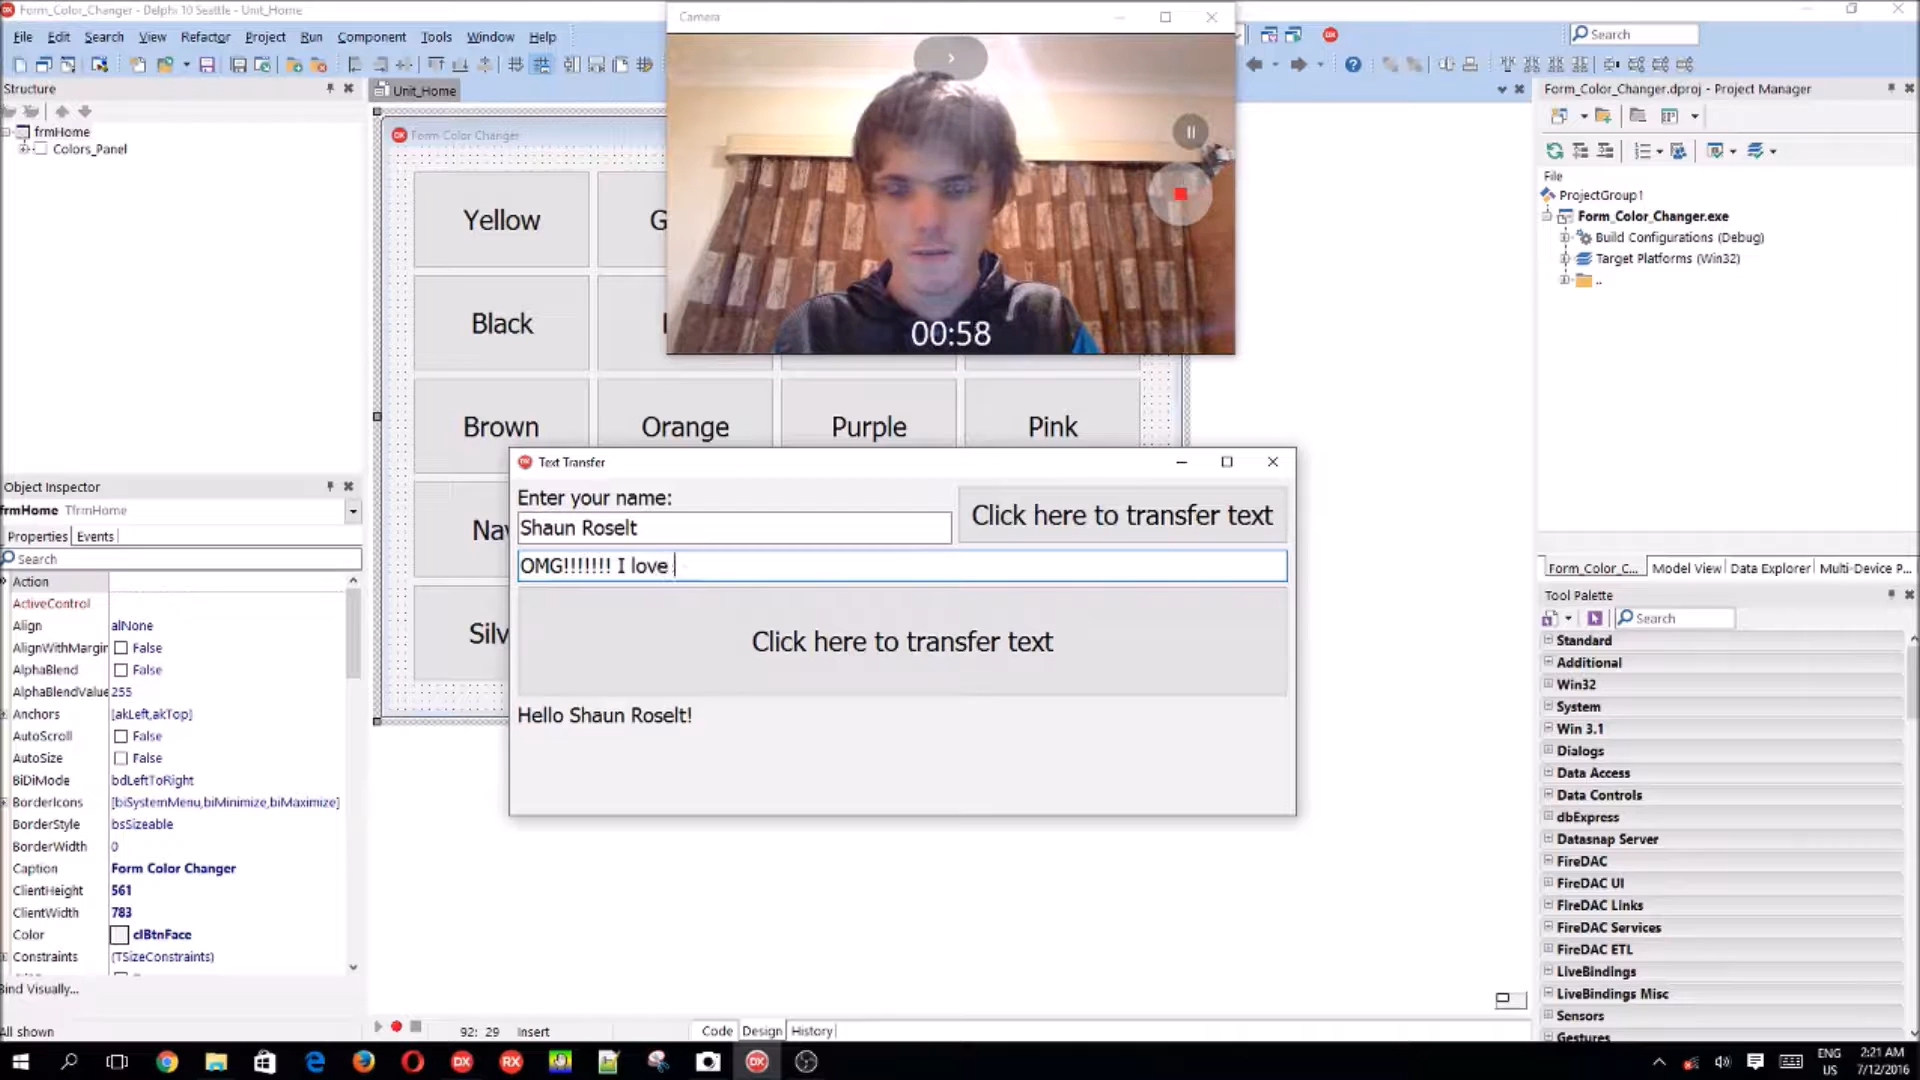 Form_Color_Changer - Delphi 10 Seattle - Unit_Home
File Edit Search View Refactor Project Run Component Tools Window Help
Search
Camera
00:58
Structure
frmHome
Colors_Panel
Unit_Home
Form Color Changer
Yellow
Black
Brown Orange Purple Pink
Text Transfer
Enter your name:
Shaun Roselt
Click here to transfer text
OMG!!!!!!! I love
Click here to transfer text
Hello Shaun Roselt!
Object Inspector
frmHome TfrmHome
Properties Events
Search
Action
ActiveControl
Align alNone
AlignWithMargin False
AlphaBlend False
AlphaBlendValue 255
Anchors [akLeft,akTop]
AutoScroll False
AutoSize False
BiDiMode bdLeftToRight
BorderIcons [biSystemMenu,biMinimize,biMaximize]
BorderStyle bsSizeable
BorderWidth 0
Caption Form Color Changer
ClientHeight 561
ClientWidth 783
Color clBtnFace
Constraints (TSizeConstraints)
Bind Visually...
All shown
92: 29 Insert
Code Design History
Form_Color_Changer.dproj - Project Manager
File
ProjectGroup1
Form_Color_Changer.exe
Build Configurations (Debug)
Target Platforms (Win32)
..
Form_Color_C... Model View Data Explorer Multi-Device P...
Tool Palette
Search
Standard
Additional
Win32
System
Win 3.1
Dialogs
Data Access
Data Controls
dbExpress
Datasnap Server
FireDAC
FireDAC UI
FireDAC Links
FireDAC Services
FireDAC ETL
LiveBindings
LiveBindings Misc
Sensors
Gestures
ENG
US
2:21 AM
7/12/2016